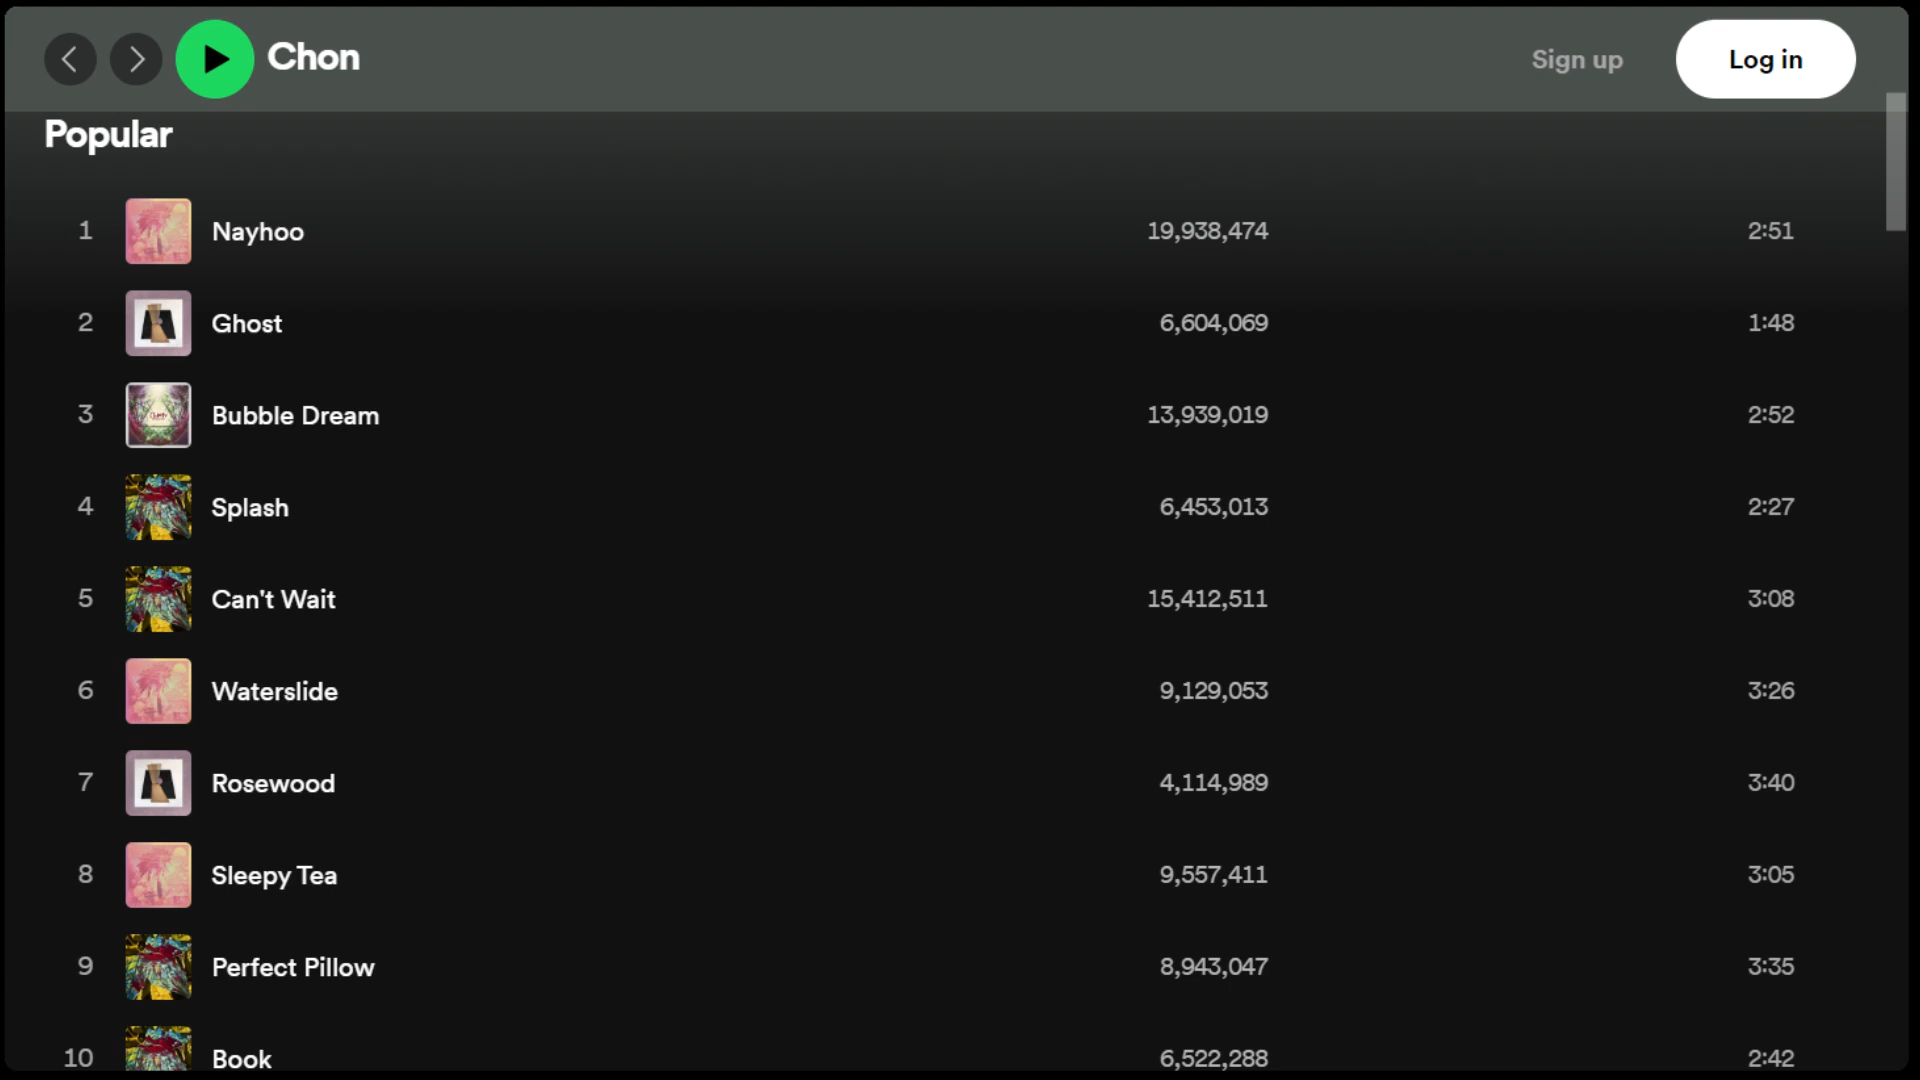 Chon
Sign up
Log in
Popular
1 Nayhoo 19,938,474 2:51
2 Ghost 6,604,069 1:48
3 Bubble Dream 13,939,019 2:52
4 Splash 6,453,013 2:27
5 Can't Wait 15,412,511 3:08
6 Waterslide 9,129,053 3:26
7 Rosewood 4,114,989 3:40
8 Sleepy Tea 9,557,411 3:05
9 Perfect Pillow 8,943,047 3:35
10 Book 6,522,288 2:42